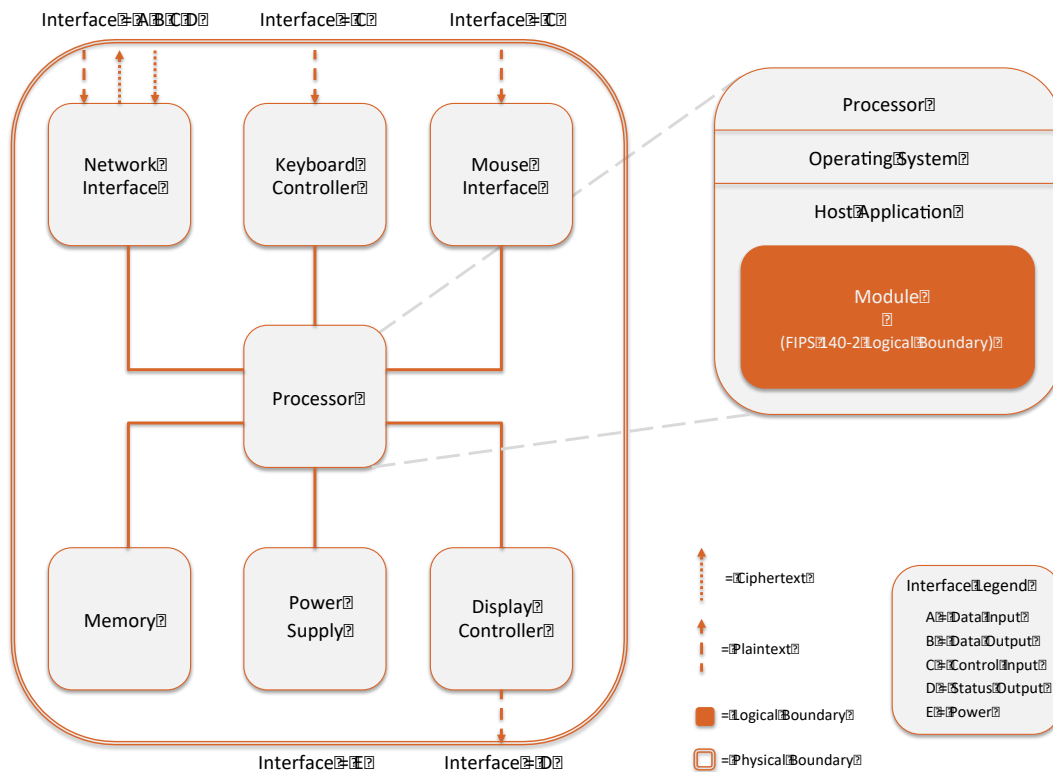 Interface = A B C D
Interface = C
Interface = C
Network
Interface
Keyboard
Controller
Mouse
Interface
Processor
Memory
Power
Supply
Display
Controller
Interface = E
Interface = D
Processor
Operating System
Host Application
Module
(FIPS 140-2 Logical Boundary)
= Ciphertext
= Plaintext
= Logical Boundary
= Physical Boundary
Interface Legend
A = Data Input
B = Data Output
C = Control Input
D = Status Output
E = Power